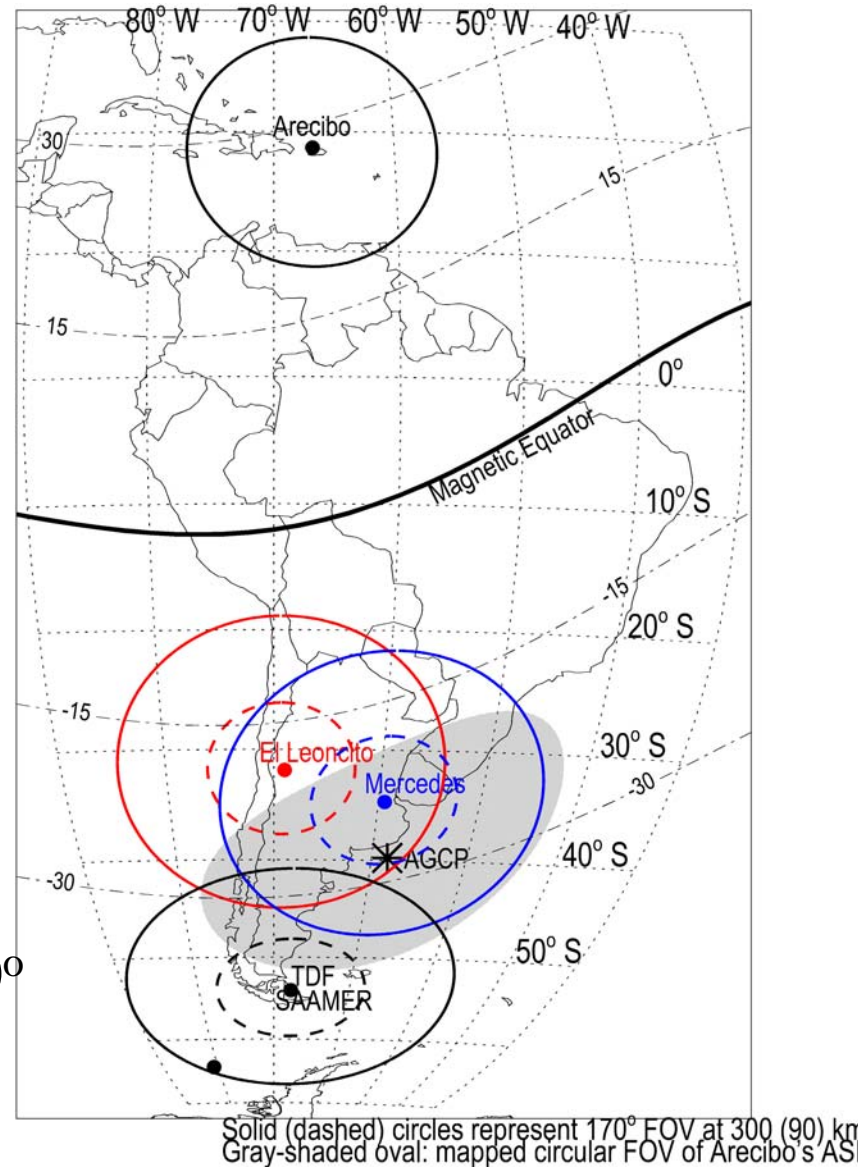 80° W 70° W 60° W 50° W 40° W
Arecibo
30
15
15
0°
Magnetic Equator
10° S
-15
20° S
-15
30° S
El Leoncito
-30
Mercedes
40° S
AGCP
-30
50° S
TDF
SAAMER
Solid (dashed) circles represent 170° FOV at 300 (90) km
Gray-shaded oval: mapped circular FOV of Arecibo's